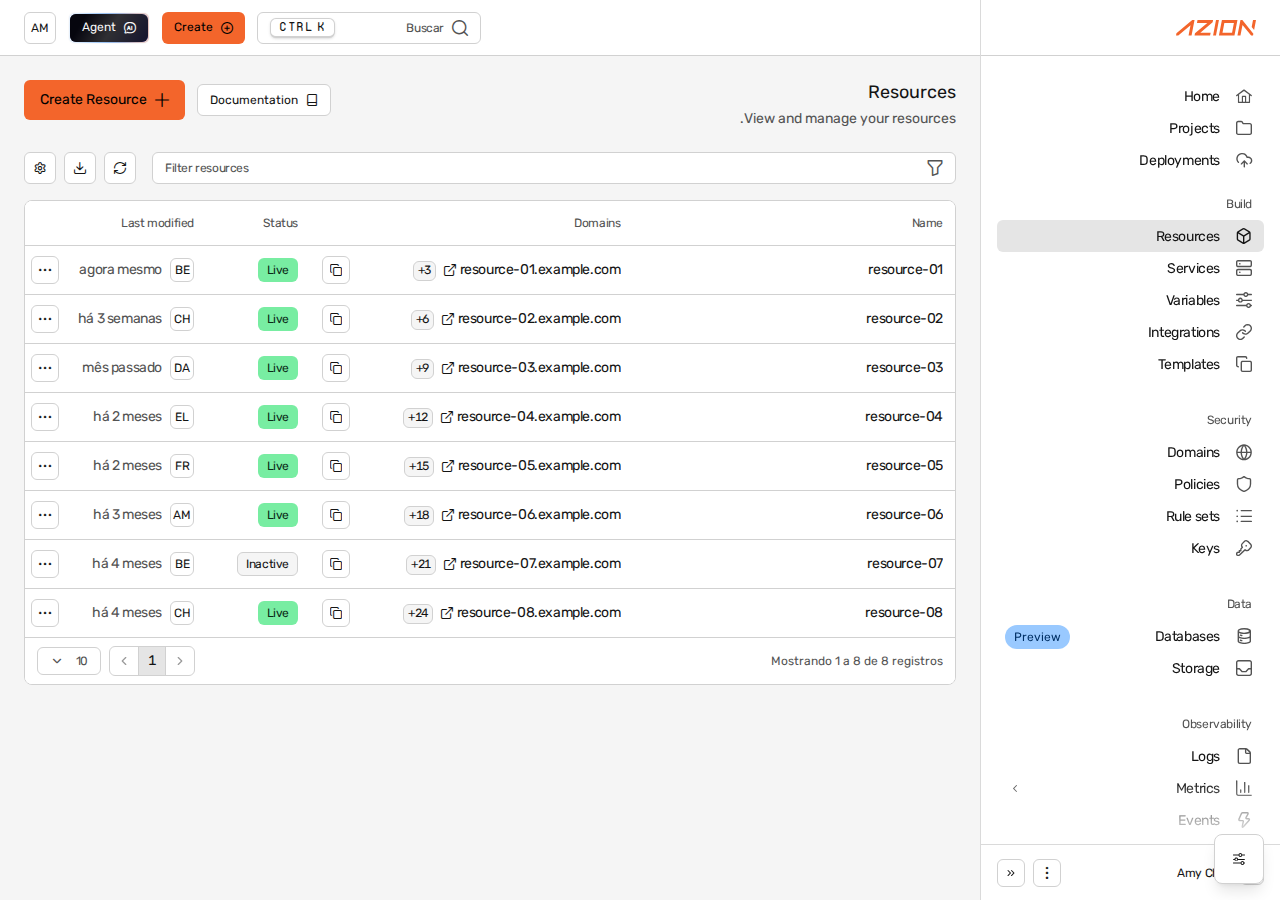 AZION
Buscar
CTRL K
Create
Agent
AM
Home
Projects
Deployments
Build
Resources
Services
Variables
Integrations
Templates
Security
Domains
Policies
Rule sets
Keys
Data
Databases
Preview
Storage
Observability
Logs
Metrics
Events
Resources
.View and manage your resources
Documentation
Create Resource
Filter resources
Name Domains Status Last modified
resource-01 resource-01.example.com +3 Live BE agora mesmo
resource-02 resource-02.example.com +6 Live CH há 3 semanas
resource-03 resource-03.example.com +9 Live DA mês passado
resource-04 resource-04.example.com +12 Live EL há 2 meses
resource-05 resource-05.example.com +15 Live FR há 2 meses
resource-06 resource-06.example.com +18 Live AM há 3 meses
resource-07 resource-07.example.com +21 Inactive BE há 4 meses
resource-08 resource-08.example.com +24 Live CH há 4 meses
Mostrando 1 a 8 de 8 registros
1
10
Amy